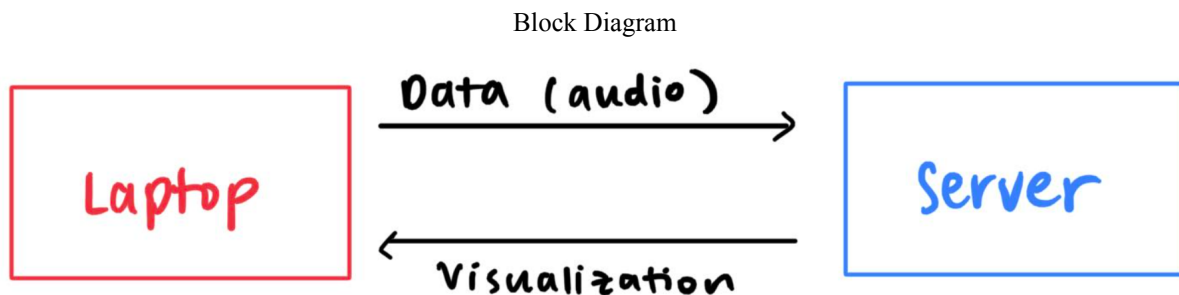 Block Diagram
Data (audio)
Laptop
Server
Visualization